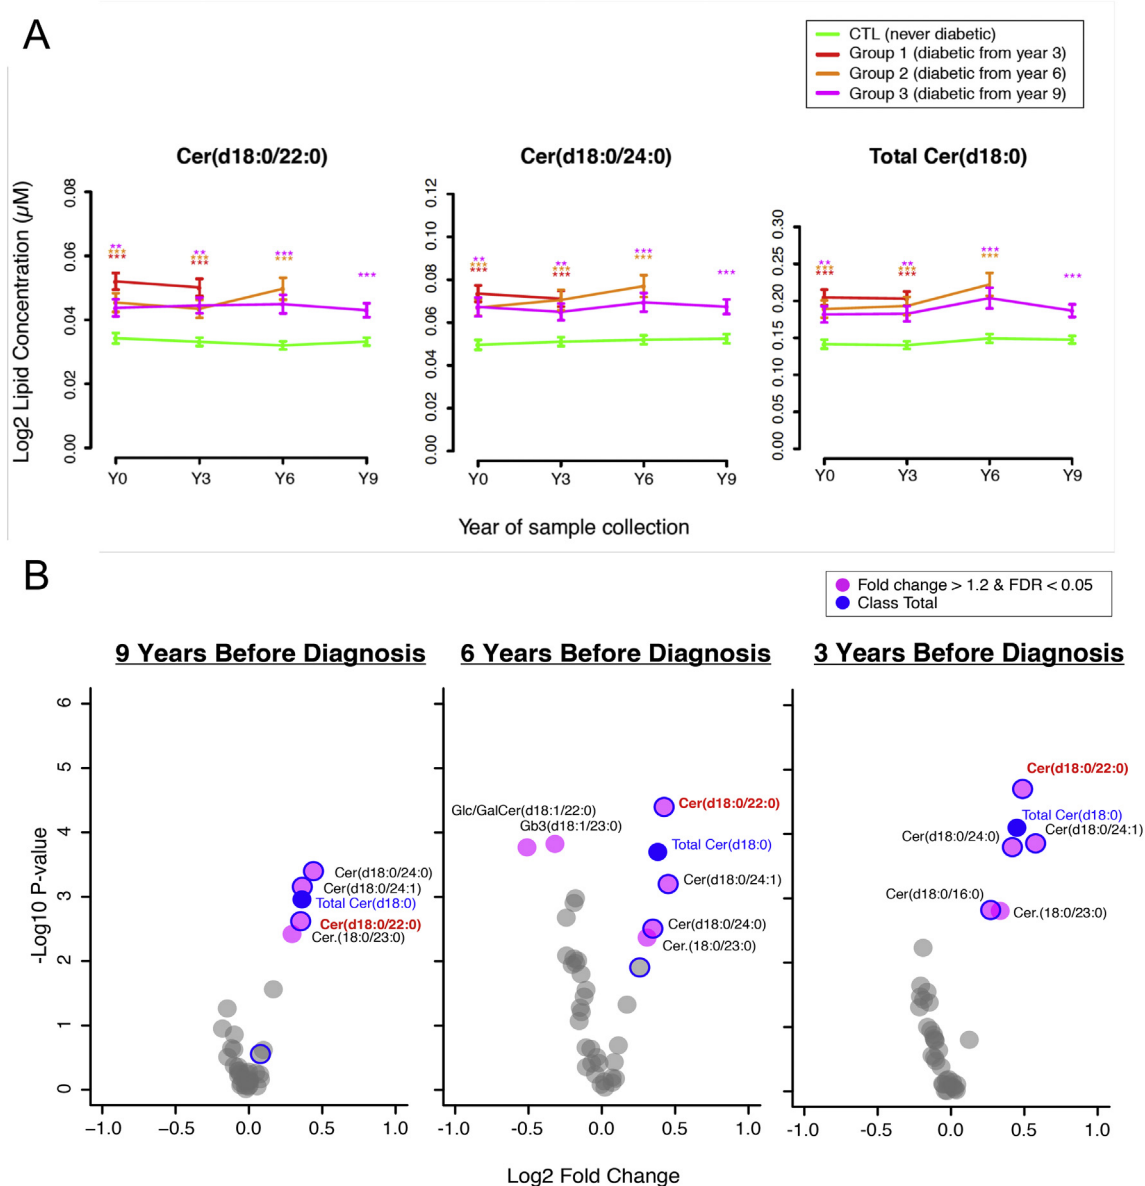 A
CTL (never diabetic)
Group 1 (diabetic from year 3)
Group 2 (diabetic from year 6)
Group 3 (diabetic from year 9)
Cer(d18:0/22:0)
Cer(d18:0/24:0)
Total Cer(d18:0)
Log2 Lipid Concentration (µM)
0.08
0.06
0.04
0.02
0.00
** *** ***
** *** ***
*** ***
***
Y0 Y3 Y6 Y9
0.12
0.10
0.08
0.06
0.04
0.02
0.00
** *** ***
** *** ***
*** ***
***
Y0 Y3 Y6 Y9
0.30
0.25
0.20
0.15
0.10
0.05
0.00
** *** ***
** *** ***
*** ***
***
Y0 Y3 Y6 Y9
Year of sample collection
B
Fold change > 1.2 & FDR < 0.05
Class Total
9 Years Before Diagnosis
6 Years Before Diagnosis
3 Years Before Diagnosis
-Log10 P-value
6
5
4
3
2
1
0
Cer(d18:0/24:0)
Cer(d18:0/24:1)
Total Cer(d18:0)
Cer(d18:0/22:0)
Cer.(18:0/23:0)
−1.0 −0.5 0.0 0.5 1.0
Glc/GalCer(d18:1/22:0)
Gb3(d18:1/23:0)
Cer(d18:0/22:0)
Total Cer(d18:0)
Cer(d18:0/24:1)
Cer(d18:0/24:0)
Cer.(18:0/23:0)
-1.0 -0.5 0.0 0.5 1.0
Cer(d18:0/22:0)
Total Cer(d18:0)
Cer(d18:0/24:0)
Cer(d18:0/24:1)
Cer(d18:0/16:0)
Cer.(18:0/23:0)
-1.0 -0.5 0.0 0.5 1.0
Log2 Fold Change